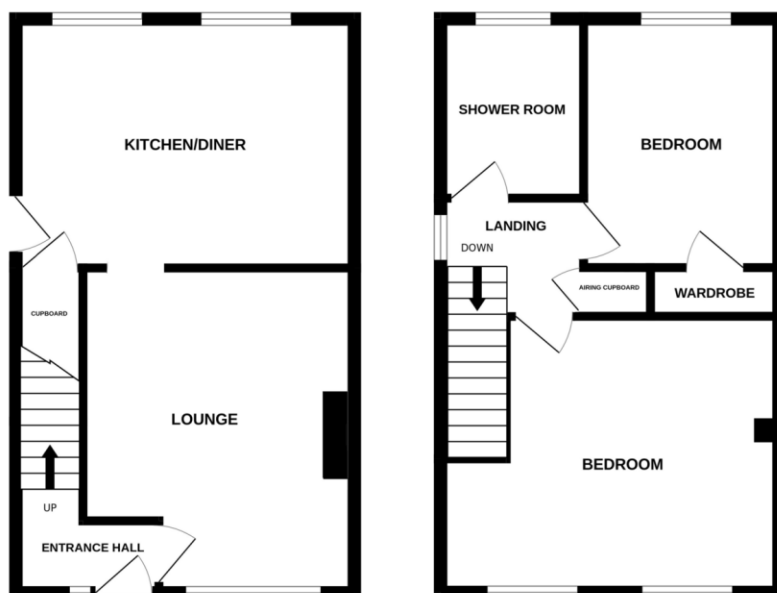 KITCHEN/DINER
CUPBOARD
LOUNGE
UP
ENTRANCE HALL
SHOWER ROOM
BEDROOM
LANDING
DOWN
AIRING CUPBOARD
WARDROBE
BEDROOM